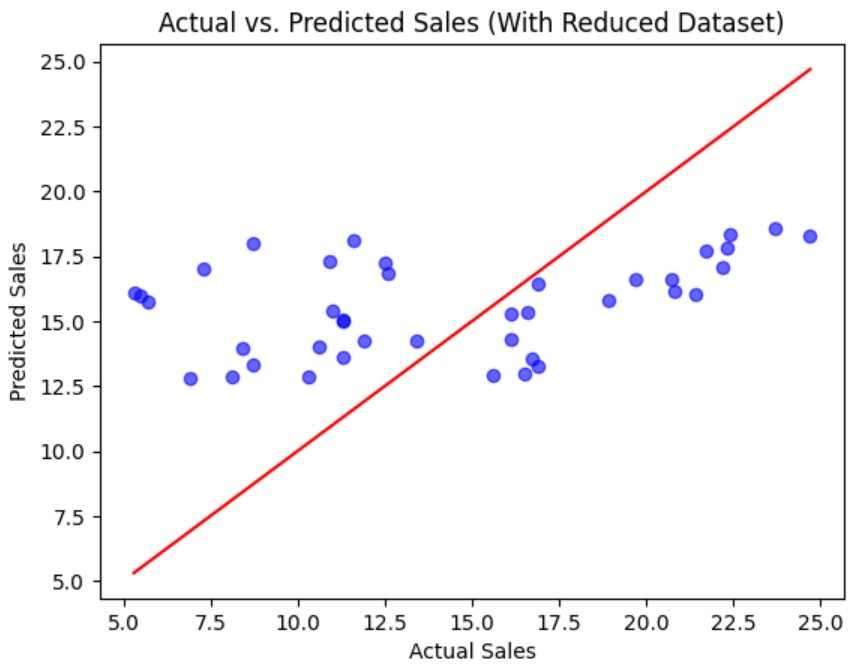 Actual vs. Predicted Sales (With Reduced Dataset)
Predicted Sales
25.0
22.5
20.0
17.5
15.0
12.5
10.0
7.5
5.0
5.0 7.5 10.0 12.5 15.0 17.5 20.0 22.5 25.0
Actual Sales